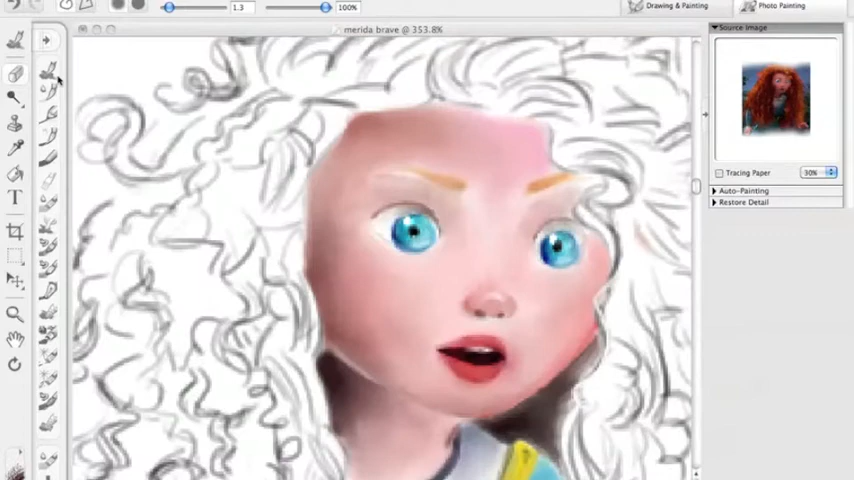 1.3
100%
Drawing & Painting
Photo Painting
merida brave @ 353.8%
Source Image
Tracing Paper
30%
Auto-Painting
Restore Detail
T